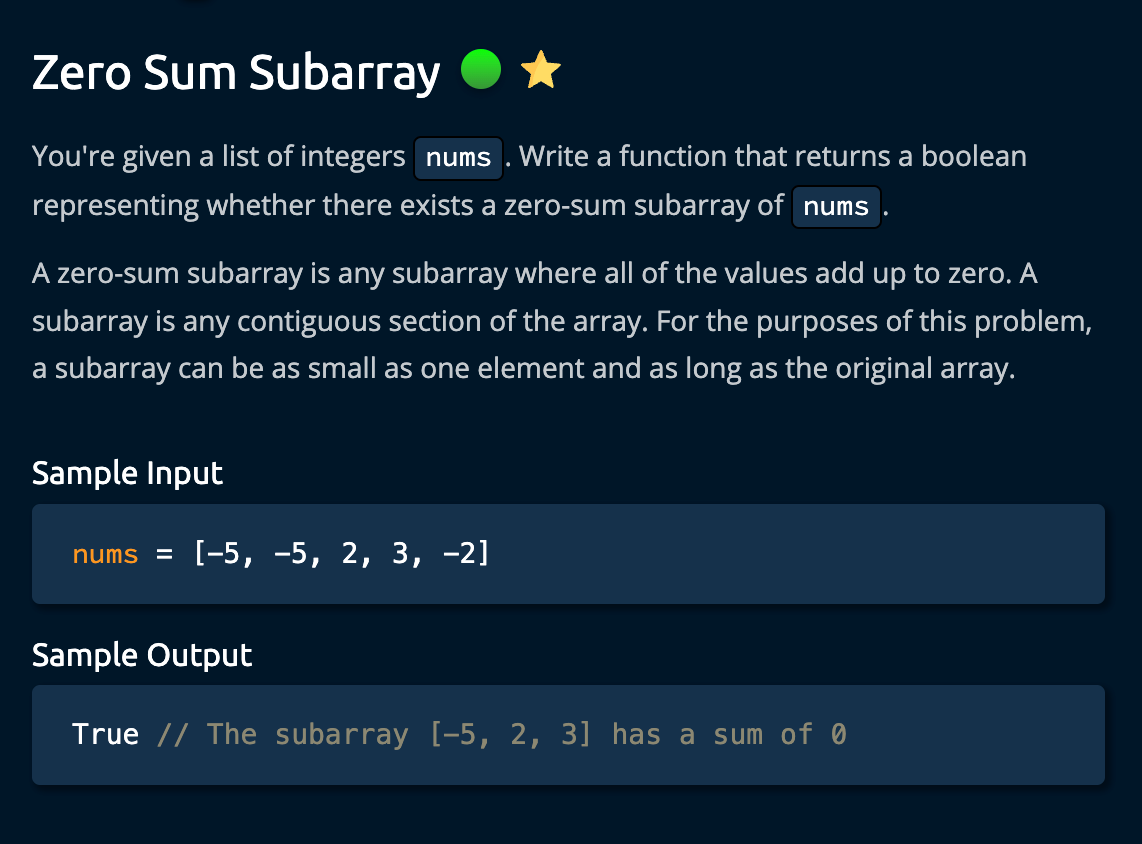 Zero Sum Subarray
You're given a list of integers nums . Write a function that returns a boolean
representing whether there exists a zero-sum subarray of nums .
A zero-sum subarray is any subarray where all of the values add up to zero. A
subarray is any contiguous section of the array. For the purposes of this problem,
a subarray can be as small as one element and as long as the original array.
Sample Input
nums = [-5, -5, 2, 3, -2]
Sample Output
True // The subarray [-5, 2, 3] has a sum of 0